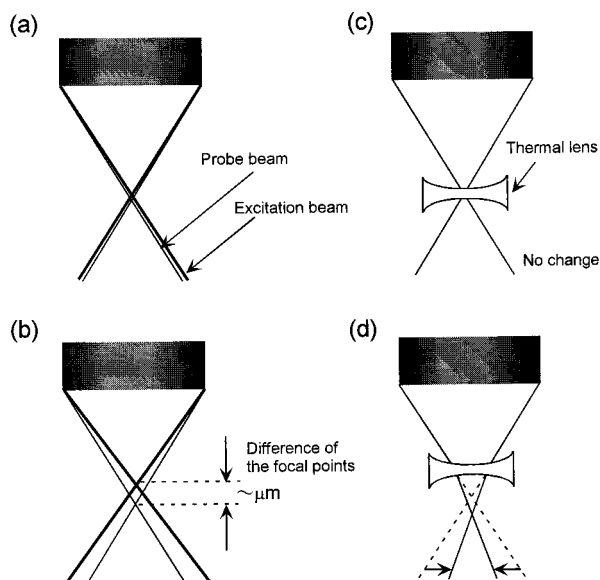 (a)
Probe beam
Excitation beam
(c)
Thermal lens
No change
(b)
Difference of
the focal points
~μm
(d)